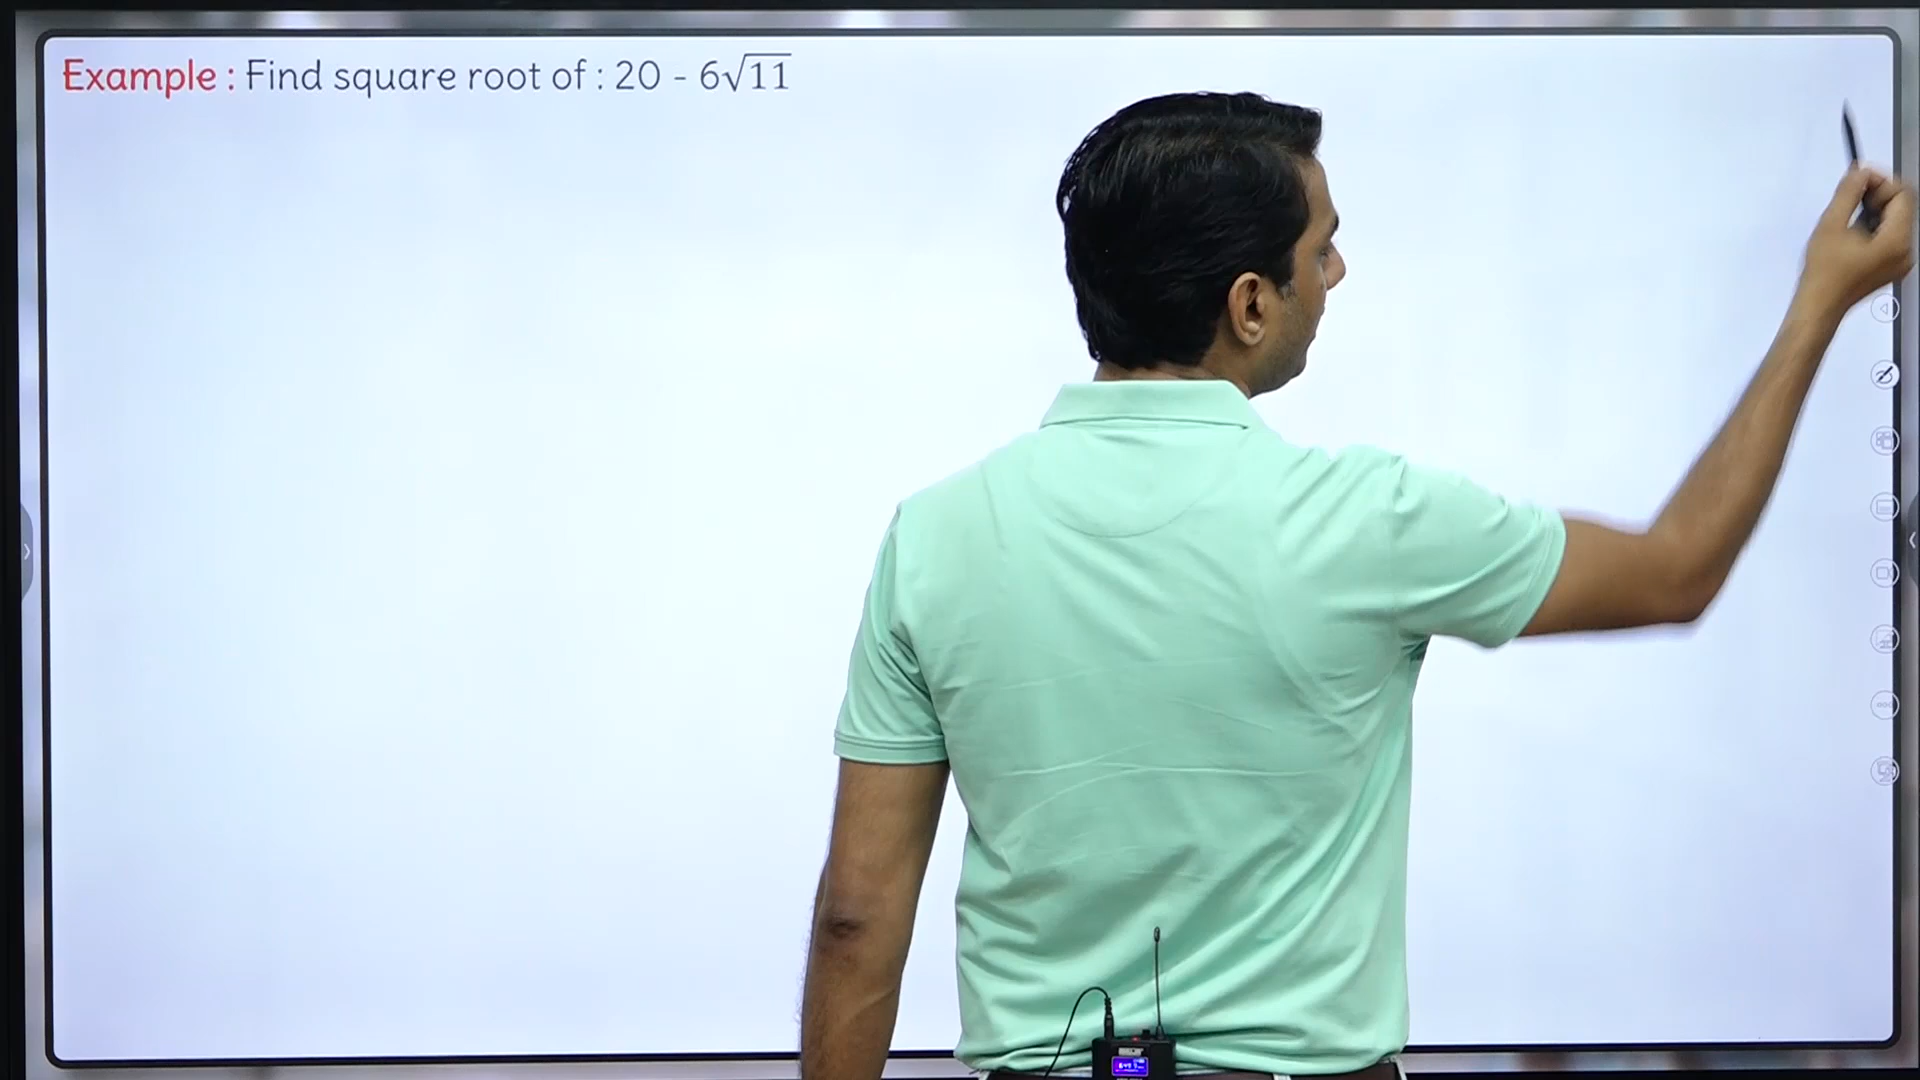 Example : Find square root of : 20 - 6√11